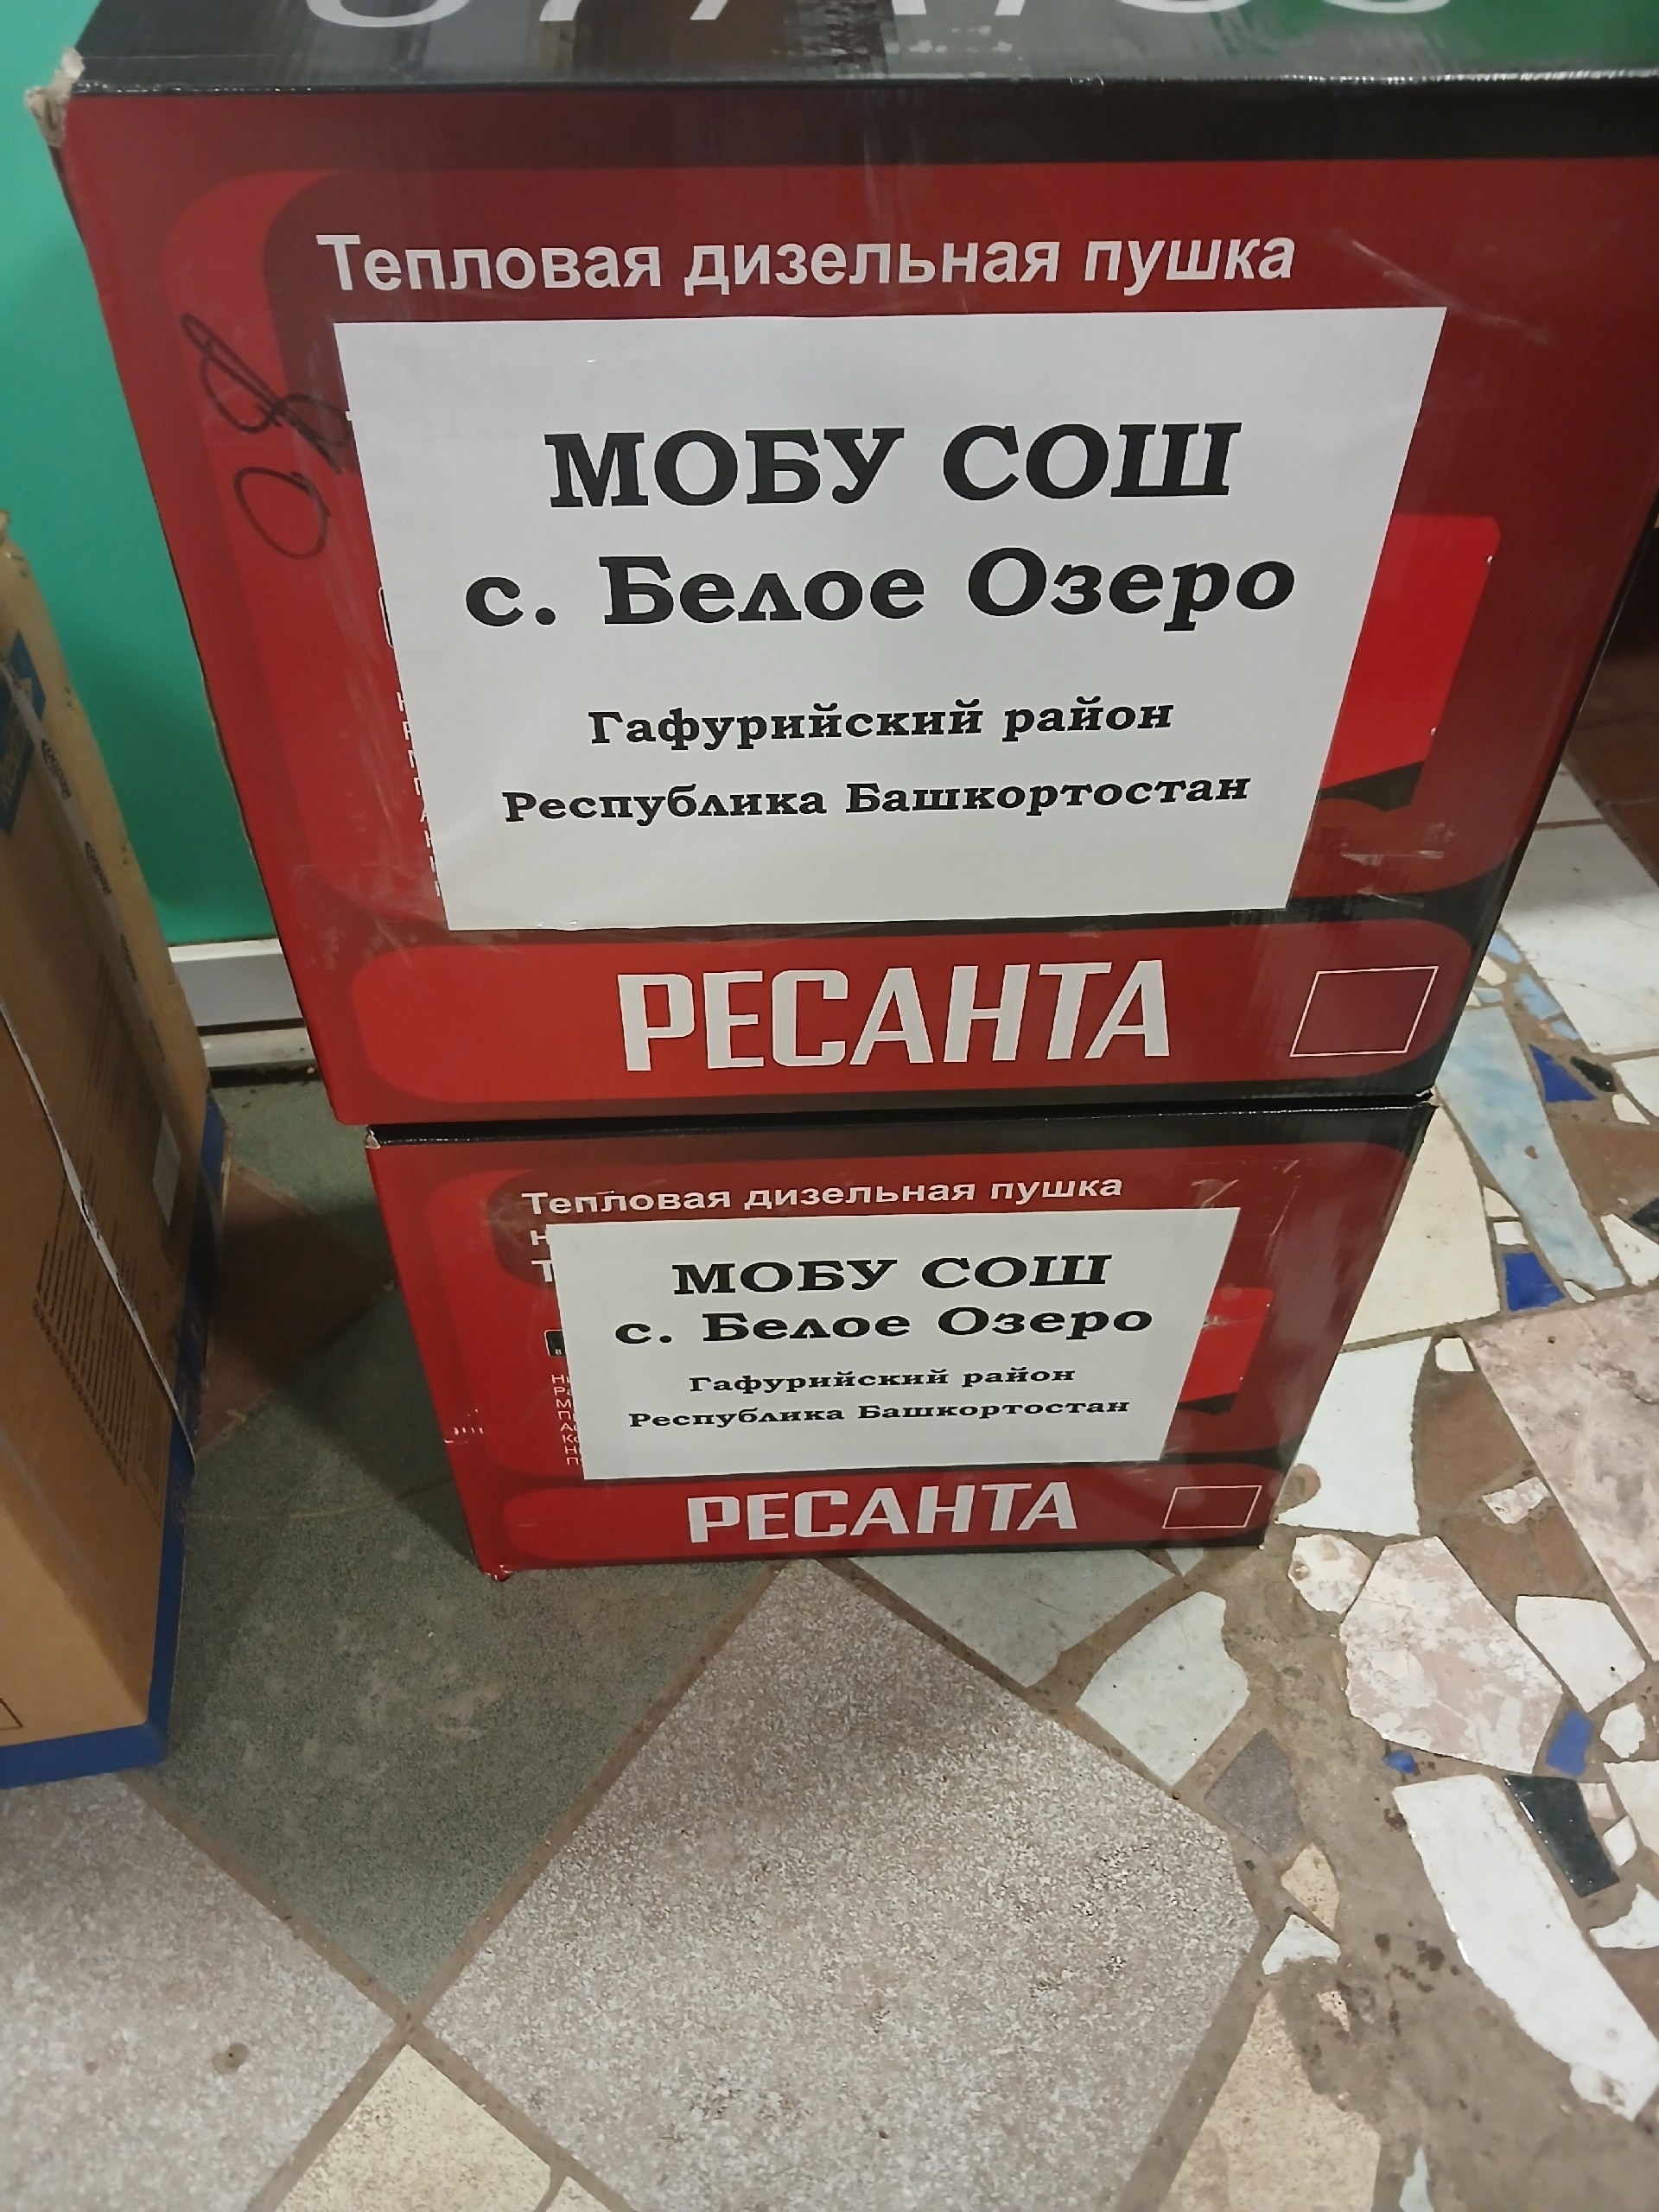 Тепловая дизельная пушка
МОБУ СОШ
с. Белое Озеро
Гафурийский район
Республика Башкортостан
РЕСАНТА
Тепловая дизельная пушка
МОБУ СОШ
с. Белое Озеро
Гафурийский район
Республика Башкортостан
РЕСАНТА